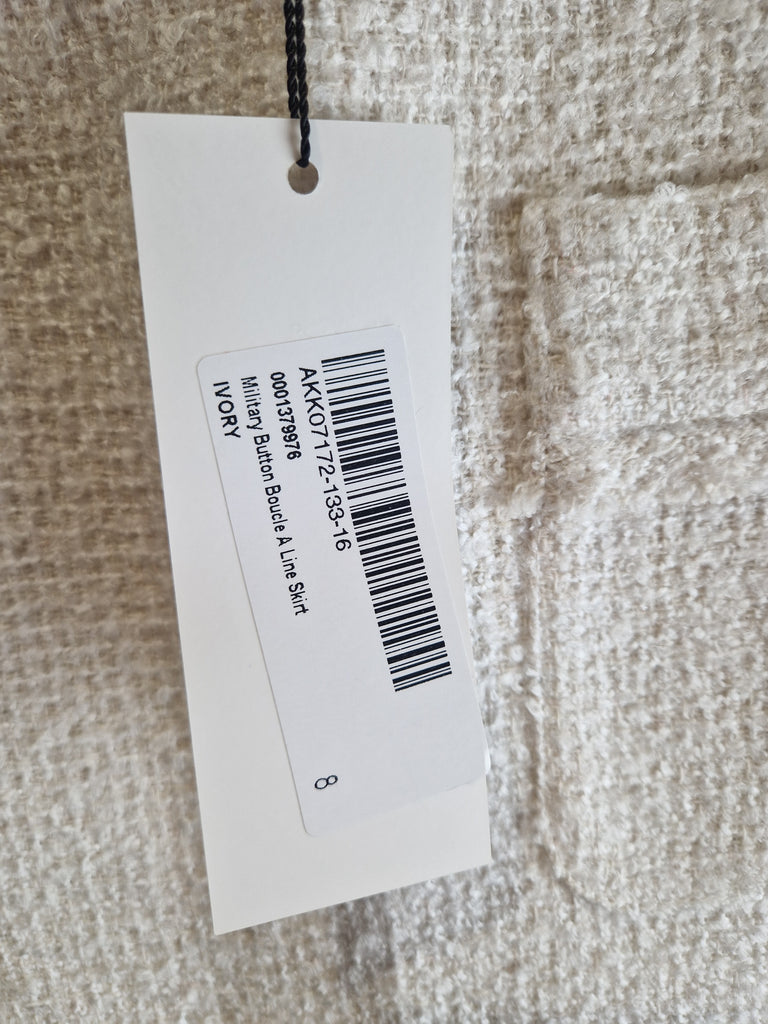 AKK07172-133-16
0001379976
Military Button Boucle A Line Skirt
IVORY
8